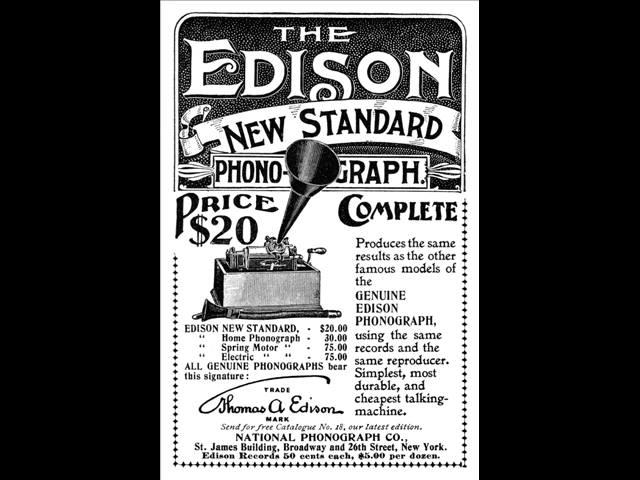 THE
EDISON
NEW STANDARD
PHONO-GRAPH.
PRICE
$20
COMPLETE
Produces the same
results as the other
famous models of
the
GENUINE
EDISON
PHONOGRAPH,
using the same
records and the
same reproducer.
Simplest, most
durable, and
cheapest talking-
machine.
EDISON NEW STANDARD, - $20.00
" Home Phonograph - 30.00
" Spring Motor " - 75.00
" Electric " " - 75.00
ALL GENUINE PHONOGRAPHS bear
this signature:
TRADE
Thomas A Edison
MARK
Send for free Catalogue No. 18, our latest edition.
NATIONAL PHONOGRAPH CO.,
St. James Building, Broadway and 26th Street, New York.
Edison Records 50 cents each, $5.00 per dozen.